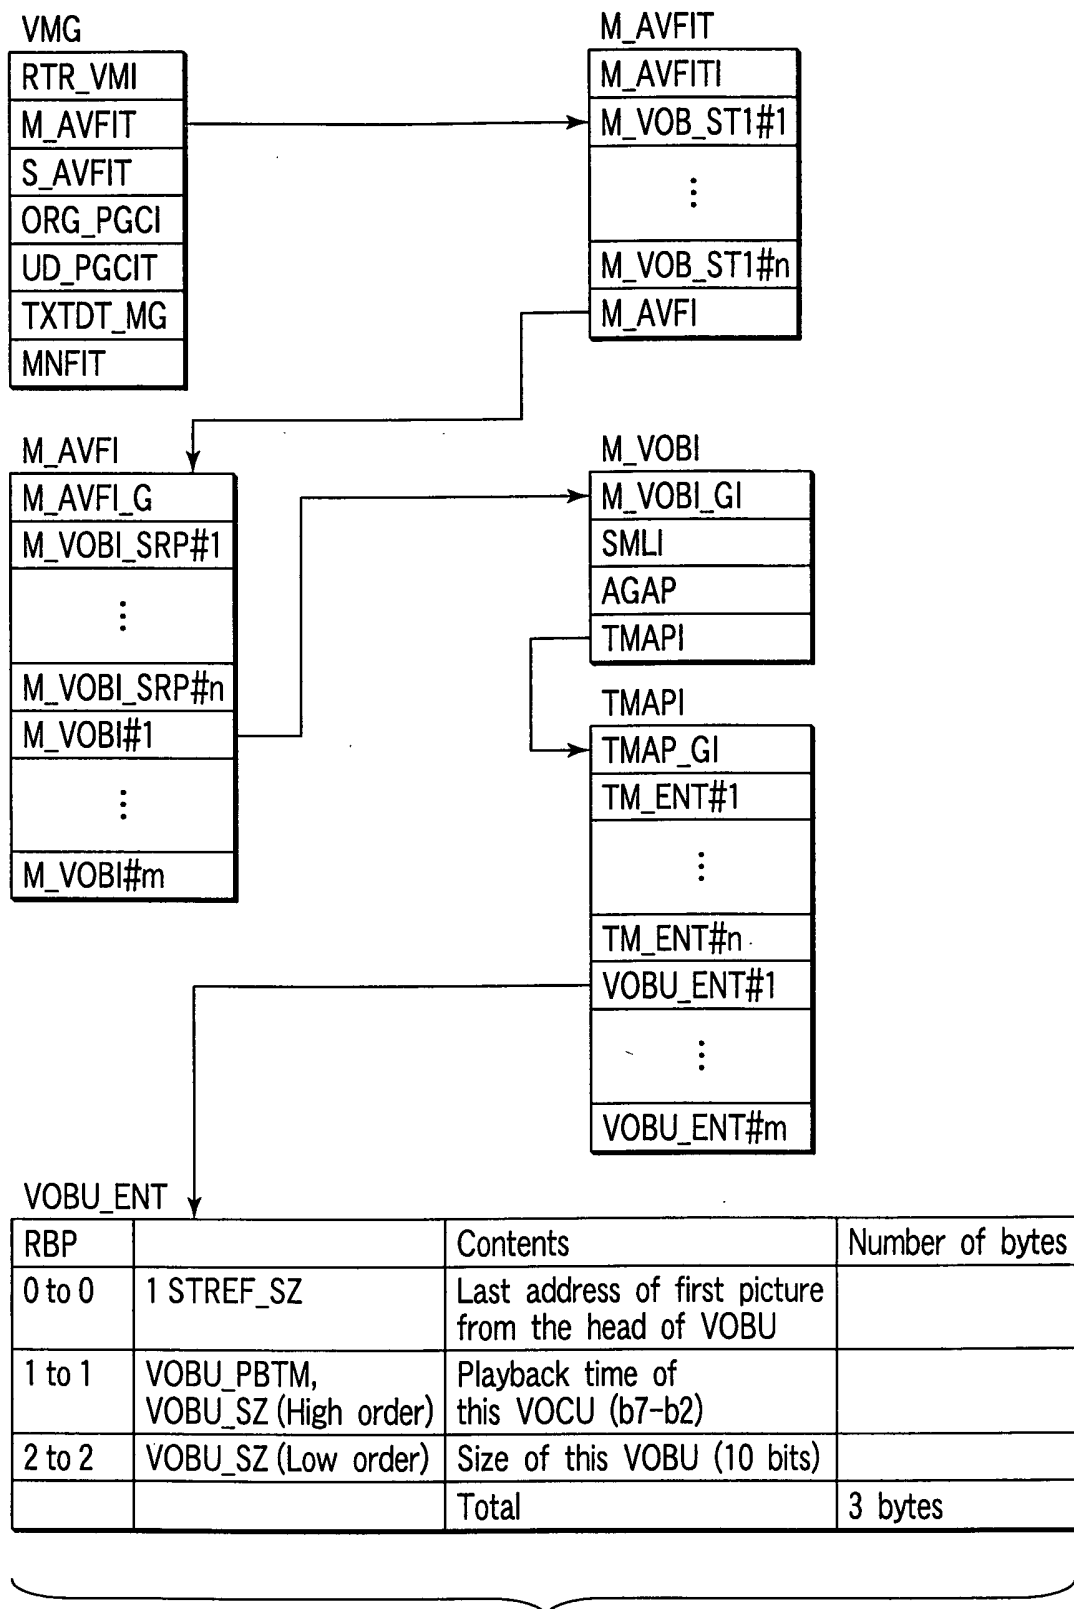 VMG
RTR_VMI
M_AVFIT
S_AVFIT
ORG_PGCI
UD_PGCIT
TXTDT_MG
MNFIT
M_AVFIT
M_AVFITI
M_VOB_ST1#1
⋮
M_VOB_ST1#n
M_AVFI
M_AVFI
M_AVFI_G
M_VOBI_SRP#1
⋮
M_VOBI_SRP#n
M_VOBI#1
⋮
M_VOBI#m
M_VOBI
M_VOBI_GI
SMLI
AGAP
TMAPI
TMAPI
TMAP_GI
TM_ENT#1
⋮
TM_ENT#n
VOBU_ENT#1
⋮
VOBU_ENT#m
VOBU_ENT
RBP Contents Number of bytes
0 to 0 1 STREF_SZ Last address of first picture
from the head of VOBU
1 to 1 VOBU_PBTM, Playback time of
VOBU_SZ (High order) this VOCU (b7-b2)
2 to 2 VOBU_SZ (Low order) Size of this VOBU (10 bits)
Total 3 bytes